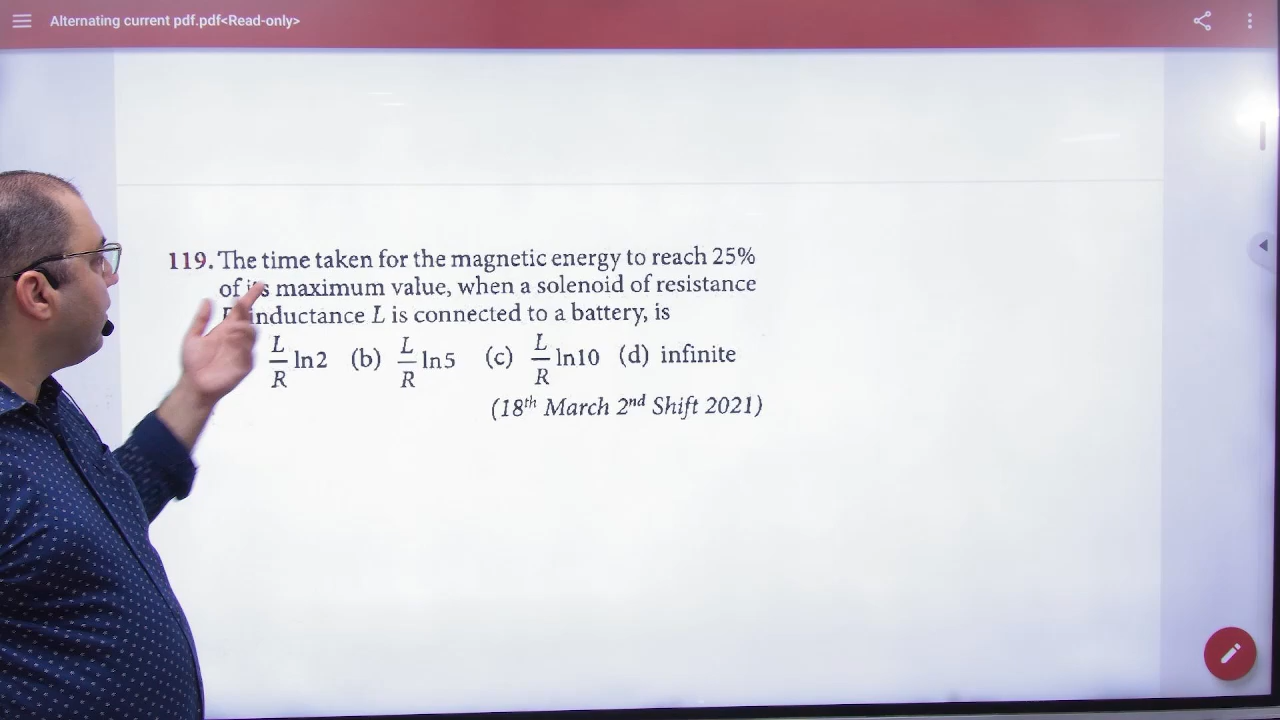 Alternating current pdf.pdf<Read-only>
119. The time taken for the magnetic energy to reach 25%
of its maximum value, when a solenoid of resistance
inductance L is connected to a battery, is
L/R ln2 (b) L/R ln5 (c) L/R ln10 (d) infinite
(18th March 2nd Shift 2021)